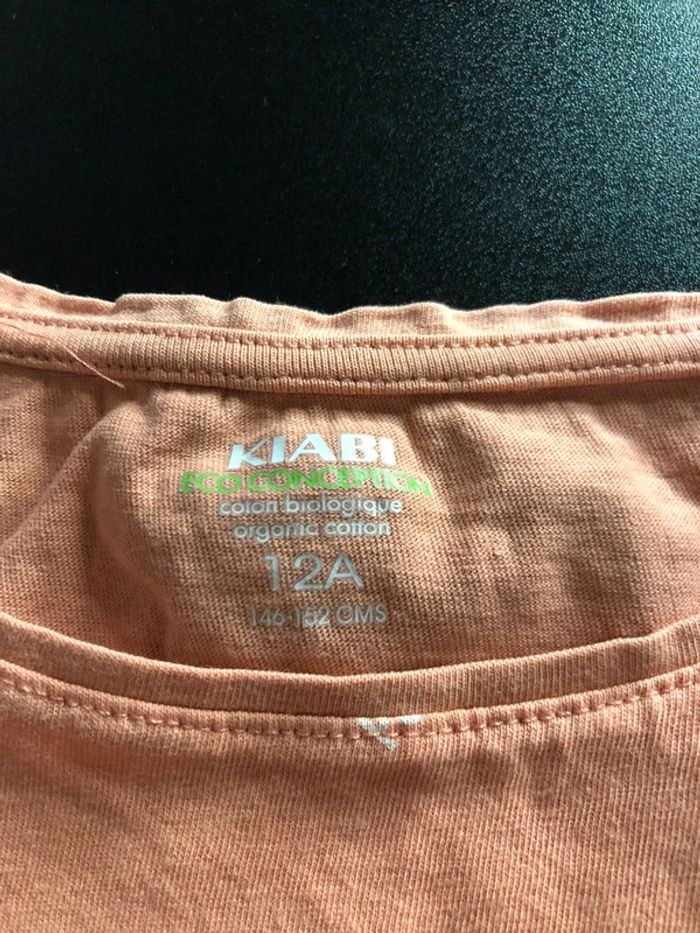 KIABI
ECO CONCEPTION
coton biologique
organic cotton
12A
146-152 CMS